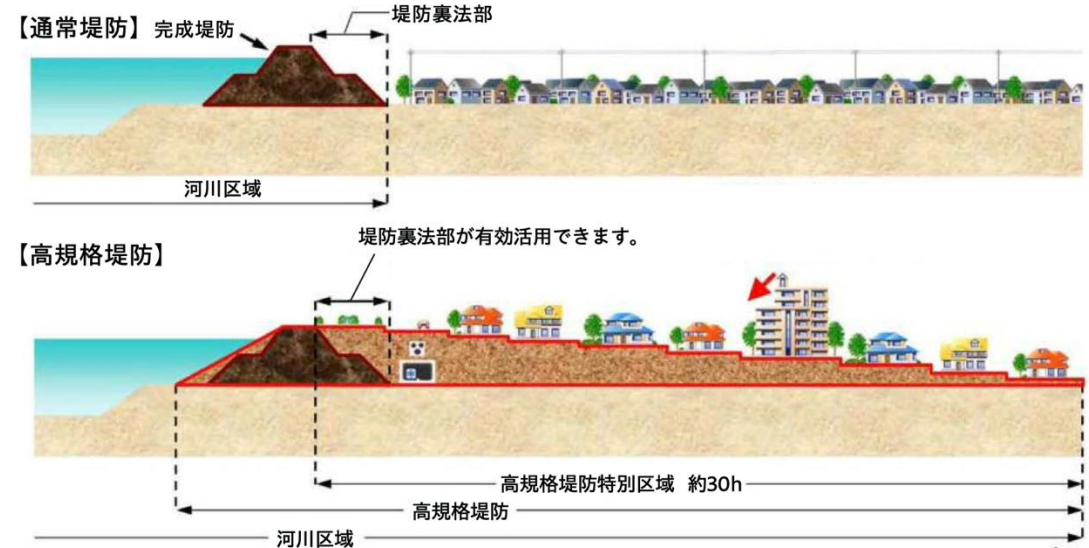 【通常堤防】 完成堤防
堤防裏法部
河川区域
堤防裏法部が有効活用できます。
【高規格堤防】
高規格堤防特別区域 約30h
高規格堤防
河川区域